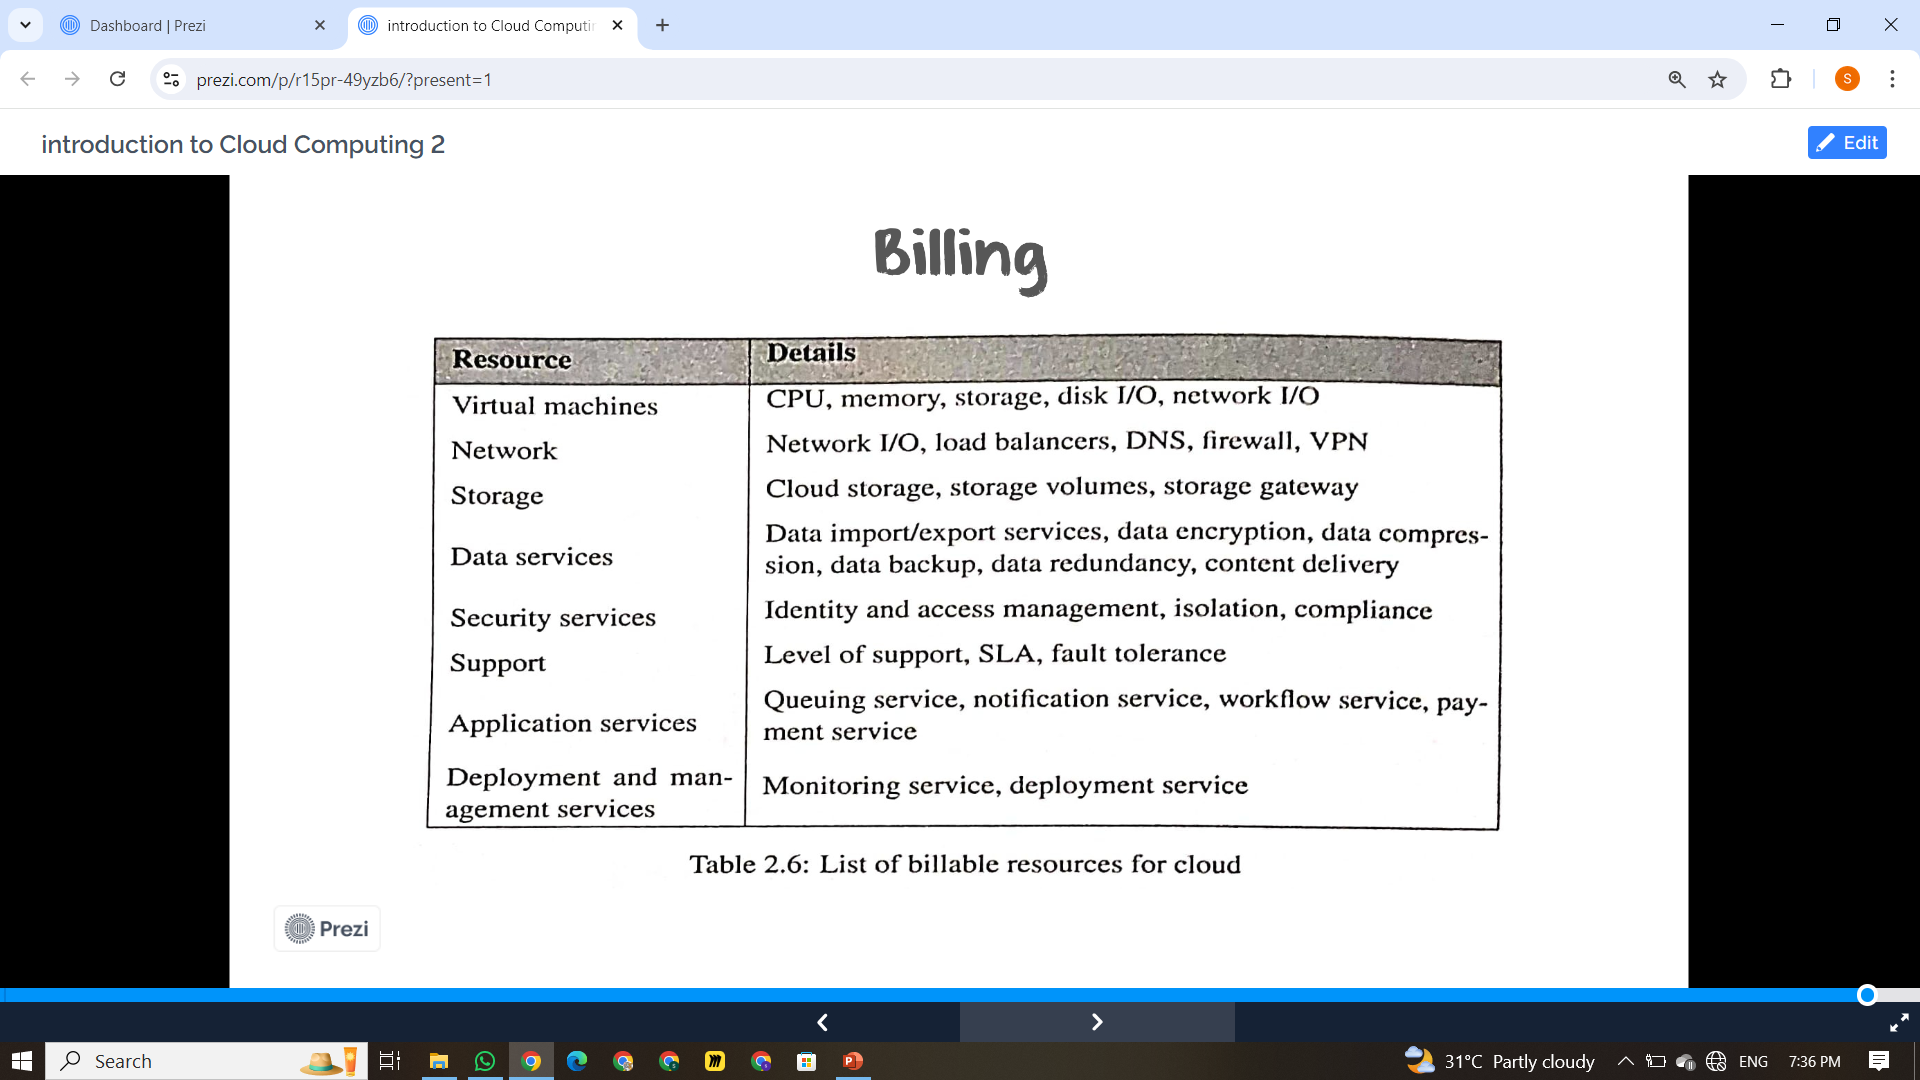 Dashboard | Prezi
introduction to Cloud Computin
prezi.com/p/r15pr-49yzb6/?present=1
S
introduction to Cloud Computing 2
Edit
Billing
Resource
Details
Virtual machines
CPU, memory, storage, disk I/O, network I/O
Network
Network I/O, load balancers, DNS, firewall, VPN
Storage
Cloud storage, storage volumes, storage gateway
Data services
Data import/export services, data encryption, data compres-
sion, data backup, data redundancy, content delivery
Security services
Identity and access management, isolation, compliance
Support
Level of support, SLA, fault tolerance
Application services
Queuing service, notification service, workflow service, pay-
ment service
Deployment and man-
agement services
Monitoring service, deployment service
Table 2.6: List of billable resources for cloud
Prezi
Search
31°C Partly cloudy
ENG
7:36 PM